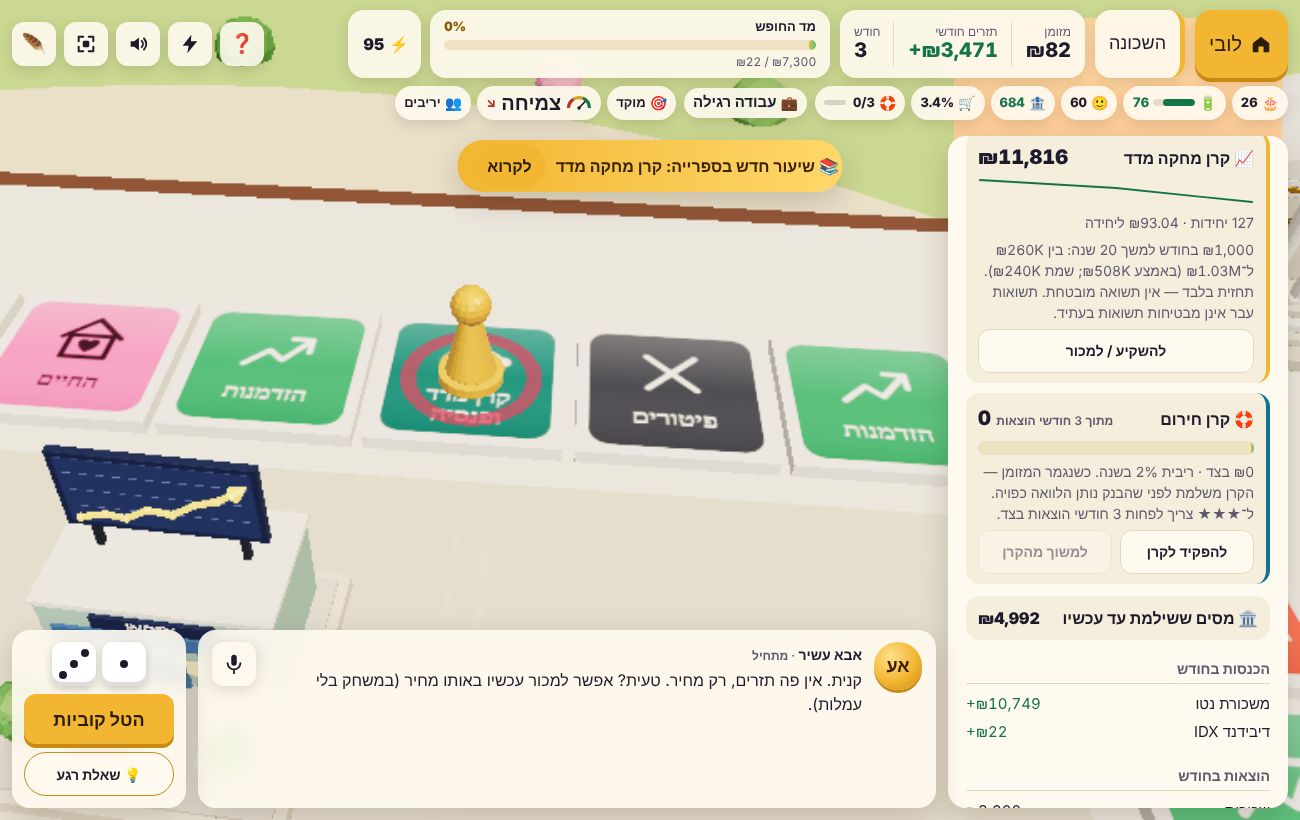 לובי
השכונה
מזומן
₪82
תזרים חודשי
+₪3,471
חודש
3
מד החופש
0%
₪22 / ₪7,300
95
26
76
60
684
3.4%
0/3
עבודה רגילה
מוקד
צמיחה
יריבים
שיעור חדש בספרייה: קרן מחקה מדד
לקרוא
קרן מחקה מדד
₪11,816
127 יחידות · ₪93.04 ליחידה
₪1,000 בחודש למשך 20 שנה: בין ₪260K
ל־₪1.03M (באמצע ₪508K; שמת ₪240K).
תחזית בלבד — אין תשואה מובטחת. תשואות
עבר אינן מבטיחות תשואות בעתיד.
להשקיע / למכור
קרן חירום
מתוך 3 חודשי הוצאות 0
₪0 בצד · ריבית 2% בשנה. כשנגמר המזומן —
הקרן משלמת לפני שהבנק נותן הלוואה כפויה.
ל־★★★ צריך לפחות 3 חודשי הוצאות בצד.
להפקיד לקרן
למשוך מהקרן
מסים ששילמת עד עכשיו
₪4,992
הכנסות בחודש
משכורת נטו
+₪10,749
דיבידנד IDX
+₪22
הוצאות בחודש
הזדמנות
פיטורים
ופנסיה
הזדמנות
החיים
אע
אבא עשיר · מתחיל
קנית. אין פה תזרים, רק מחיר. טעית? אפשר למכור עכשיו באותו מחיר (במשחק בלי
עמלות).
הטל קוביות
שאלת רגע